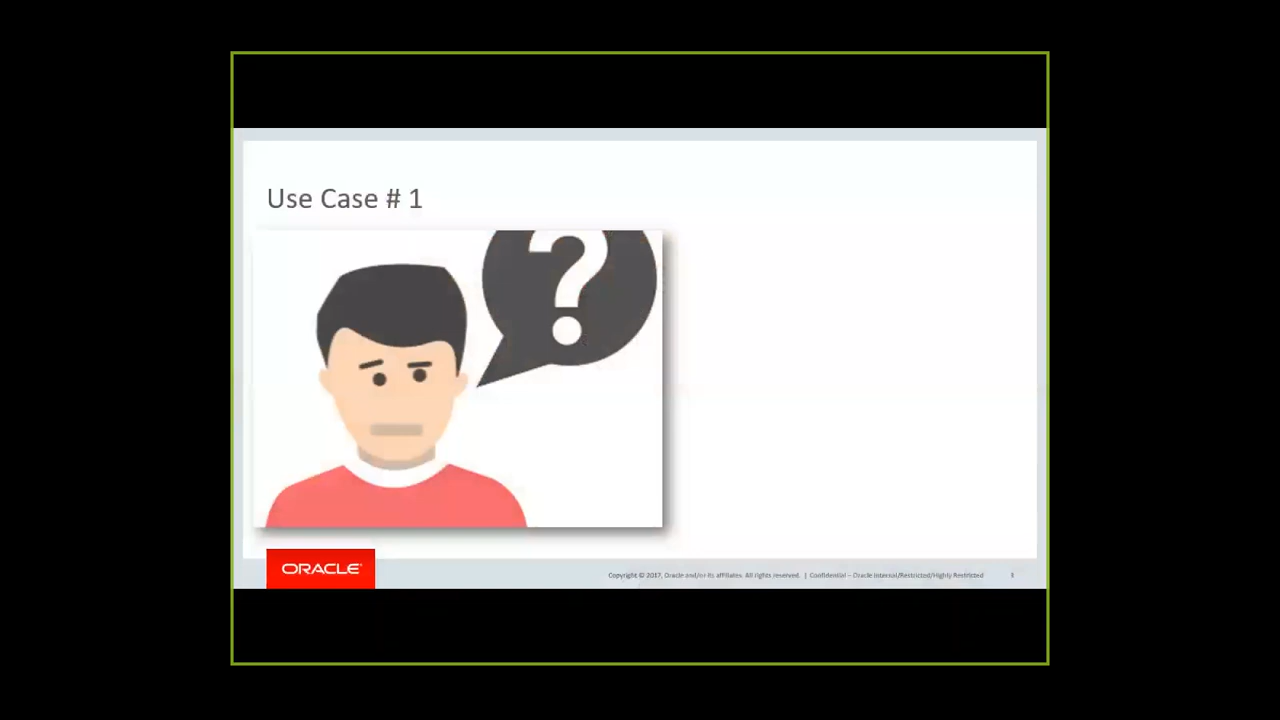 Use Case # 1
?
ORACLE
Copyright © 2017, Oracle and/or its affiliates. All rights reserved. | Confidential – Oracle Internal/Restricted/Highly Restricted 3